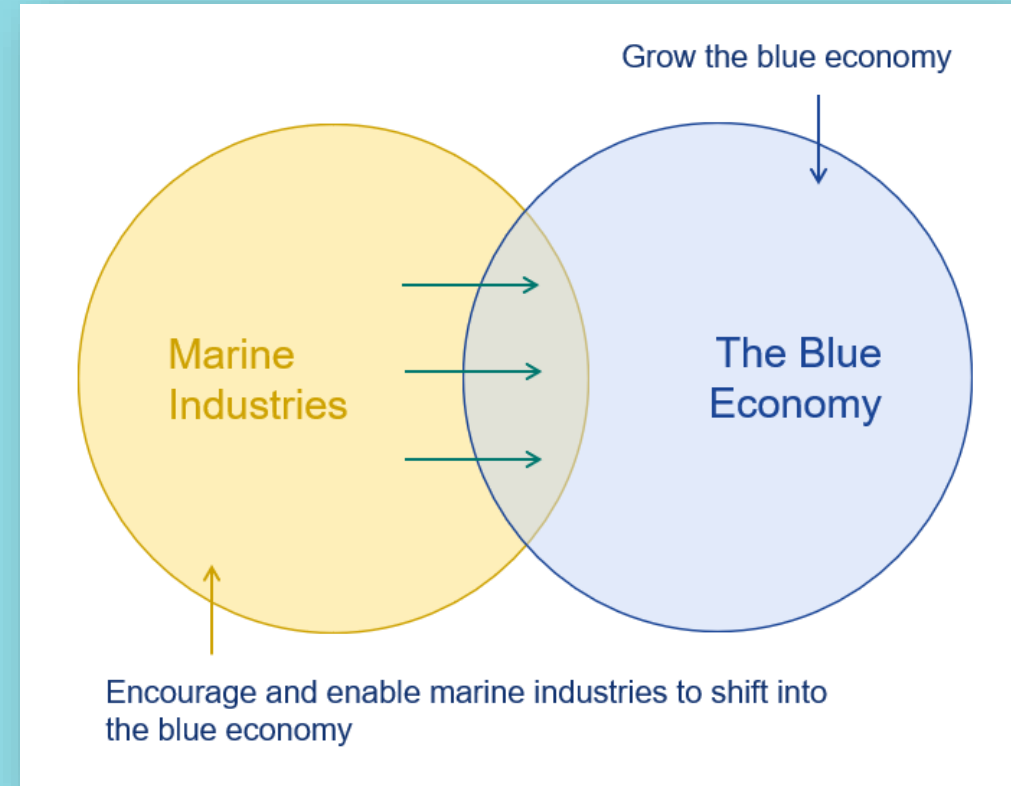 Grow the blue economy
Marine
Industries
The Blue
Economy
Encourage and enable marine industries to shift into
the blue economy